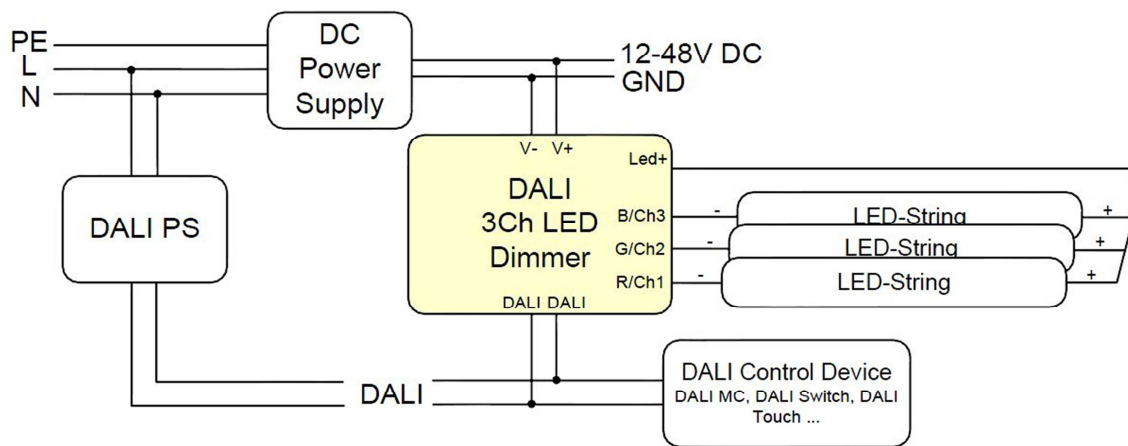 PE
L
N
DC
Power
Supply
12-48V DC
GND
V- V+
Led+
DALI
3Ch LED
Dimmer
B/Ch3
G/Ch2
R/Ch1
DALI DALI
- LED-String +
- LED-String +
- LED-String +
DALI PS
DALI
DALI Control Device
DALI MC, DALI Switch, DALI
Touch ...